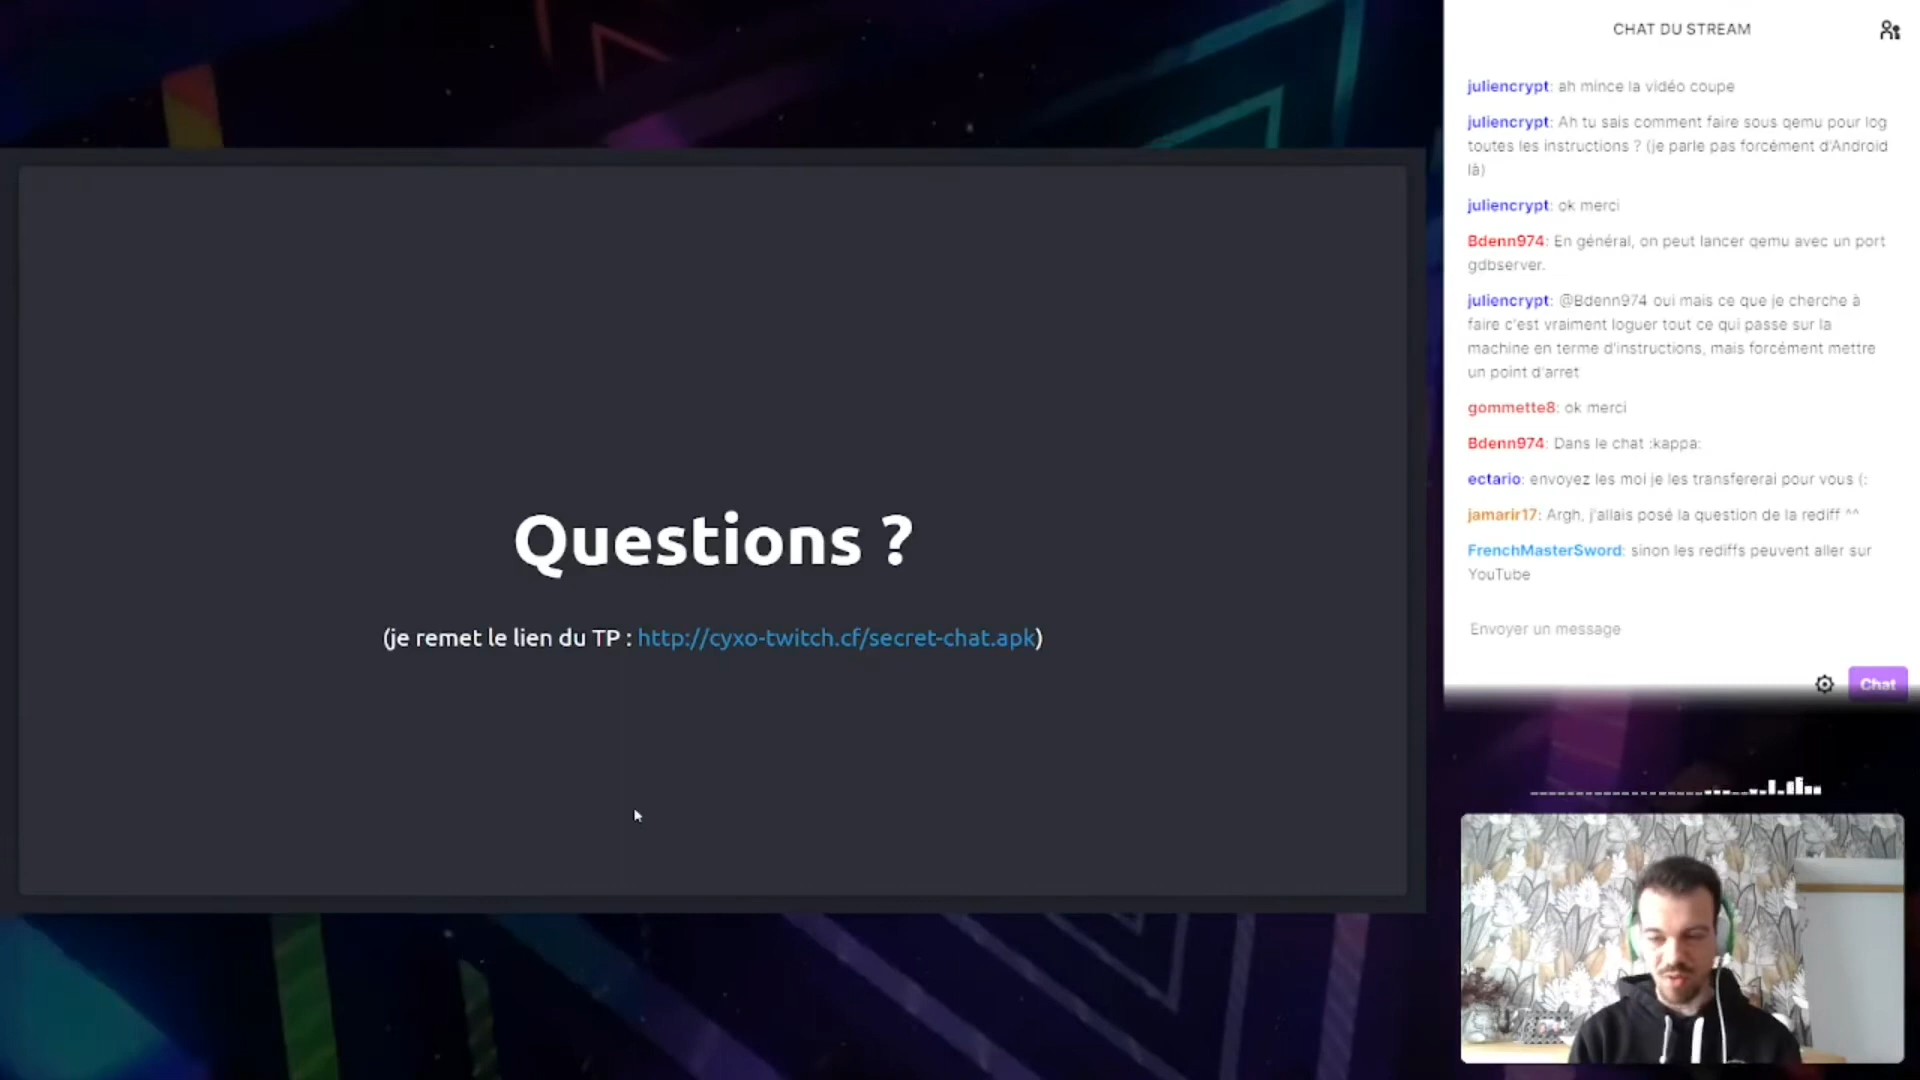 Questions ?
(je remet le lien du TP : http://cyxo-twitch.cf/secret-chat.apk)
CHAT DU STREAM
juliencrypt: ah mince la vidéo coupe
juliencrypt: Ah tu sais comment faire sous qemu pour log
toutes les instructions ? (je parle pas forcément d'Android
là)
juliencrypt: ok merci
Bdenn974: En général, on peut lancer qemu avec un port
gdbserver.
juliencrypt: @Bdenn974 oui mais ce que je cherche à
faire c'est vraiment loguer tout ce qui passe sur la
machine en terme d'instructions, mais forcément mettre
un point d'arret
gommette8: ok merci
Bdenn974: Dans le chat :kappa:
ectario: envoyez les moi je les transfererai pour vous (:
jamarir17: Argh, j'allais posé la question de la rediff ^^
FrenchMasterSword: sinon les rediffs peuvent aller sur
YouTube
Envoyer un message
Chat